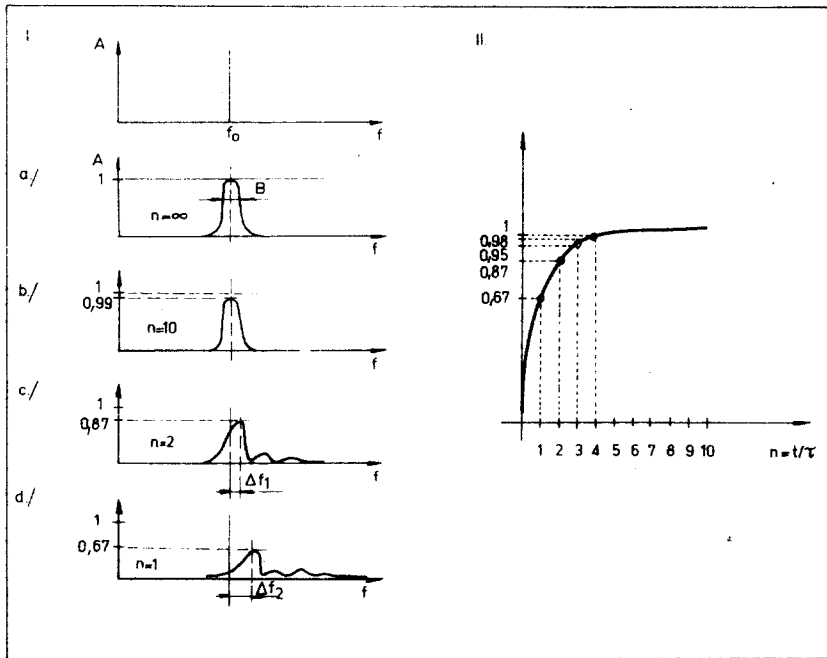 I
II.
A
f₀
f
a./
A
1
B
n=∞
f
b./
1
0,99
n=10
f
c./
1
0,87
n=2
Δf₁
f
d./
1
0,67
n=1
Δf₂
f
1
0,98
0,95
0,87
0,67
1 2 3 4 5 6 7 8 9 10
n=t/τ